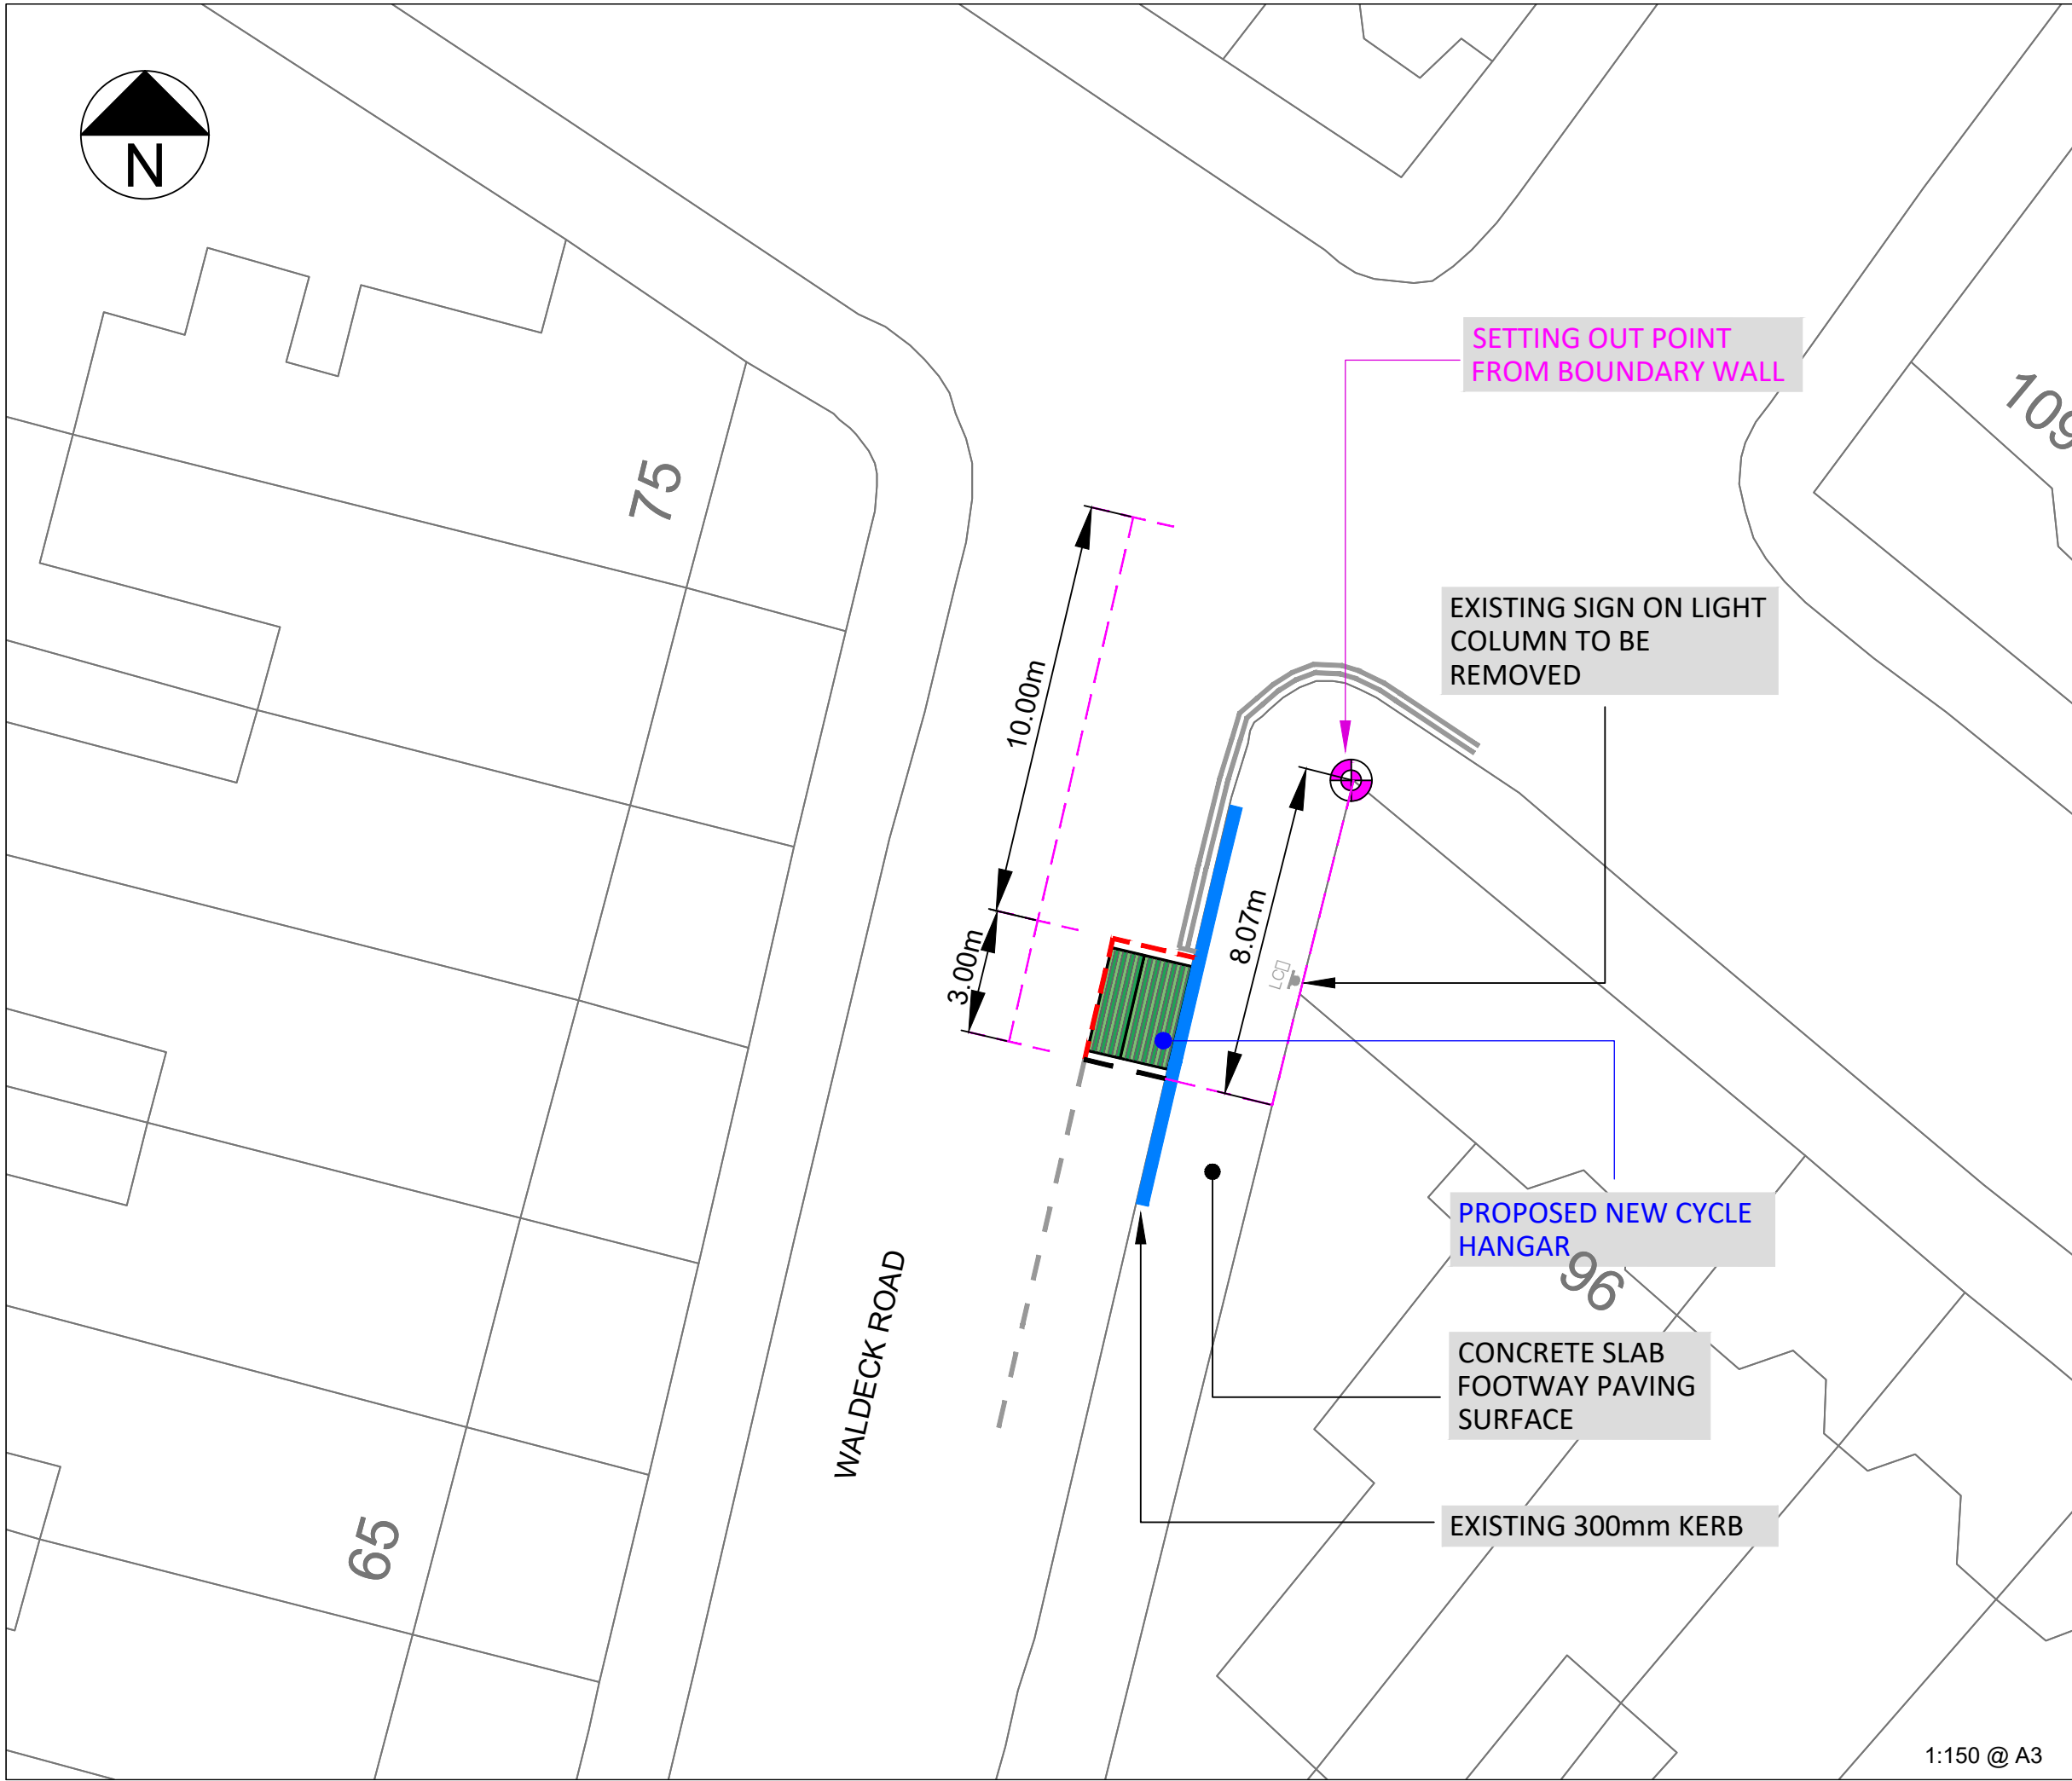 N
SETTING OUT POINT
FROM BOUNDARY WALL
109
75
EXISTING SIGN ON LIGHT
COLUMN TO BE
REMOVED
10.00m
8.07m
3.00m
LC
PROPOSED NEW CYCLE
HANGAR
96
WALDECK ROAD
CONCRETE SLAB
FOOTWAY PAVING
SURFACE
EXISTING 300mm KERB
65
1:150 @ A3